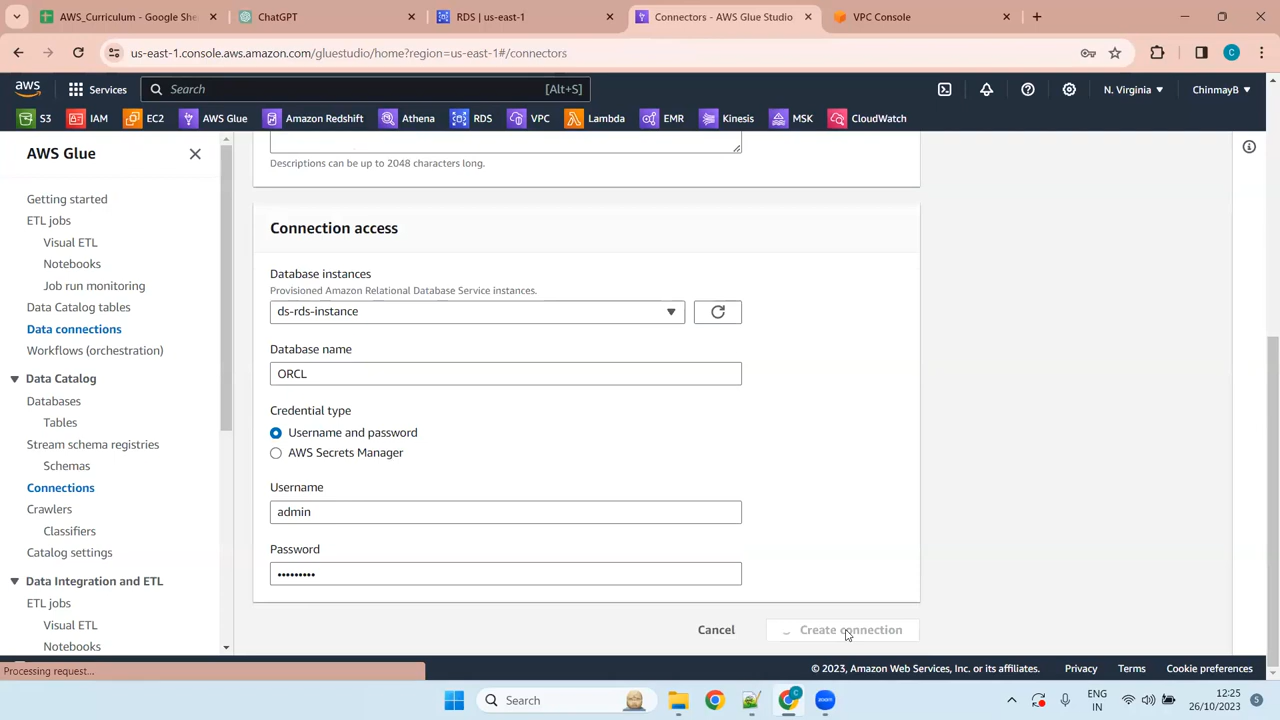 AWS_Curriculum - Google She
ChatGPT
RDS | us-east-1
Connectors - AWS Glue Studio
VPC Console
us-east-1.console.aws.amazon.com/gluestudio/home?region=us-east-1#/connectors
C
aws
Services
Search
[Alt+S]
N. Virginia
ChinmayB
S3
IAM
EC2
AWS Glue
Amazon Redshift
Athena
RDS
VPC
Lambda
EMR
Kinesis
MSK
CloudWatch
AWS Glue
Getting started
ETL jobs
Visual ETL
Notebooks
Job run monitoring
Data Catalog tables
Data connections
Workflows (orchestration)
Data Catalog
Databases
Tables
Stream schema registries
Schemas
Connections
Crawlers
Classifiers
Catalog settings
Data Integration and ETL
ETL jobs
Visual ETL
Notebooks
Descriptions can be up to 2048 characters long.
Connection access
Database instances
Provisioned Amazon Relational Database Service instances.
ds-rds-instance
Database name
ORCL
Credential type
Username and password
AWS Secrets Manager
Username
admin
Password
•••••••••
Cancel
Create connection
Processing request...
© 2023, Amazon Web Services, Inc. or its affiliates.
Privacy
Terms
Cookie preferences
Search
C
zoom
ENG
IN
12:25
26/10/2023
5